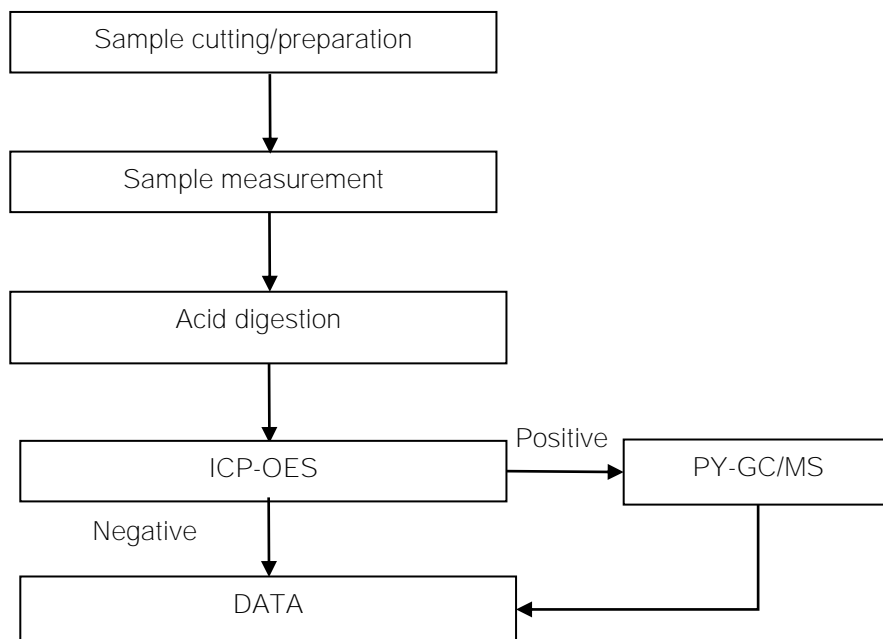 Sample cutting/preparation
Sample measurement
Acid digestion
Positive
ICP-OES
PY-GC/MS
Negative
DATA